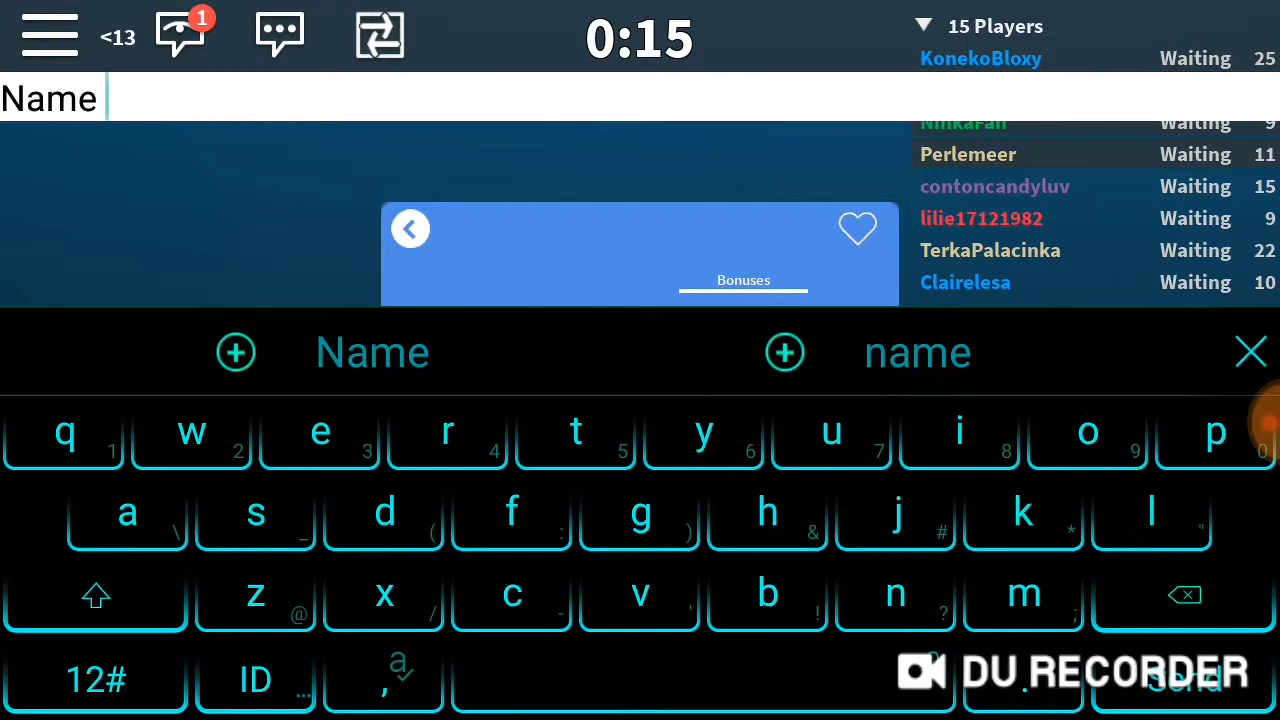 <13
1
0:15
15 Players
KonekoBloxy Waiting 25
NinkaFan Waiting 9
Perlemeer Waiting 11
contoncandyluv Waiting 15
lilie17121982 Waiting 9
TerkaPalacinka Waiting 22
Clairelesa Waiting 10
Name
Bonuses
Name name
q 1 w 2 e 3 r 4 t 5 y 6 u 7 i 8 o 9 p 0
a \ s _ d ( f : g ) h & j # k * l "
z @ x / c - v ' b ! n ? m ;
12# ID ... , a . Send
DU RECORDER